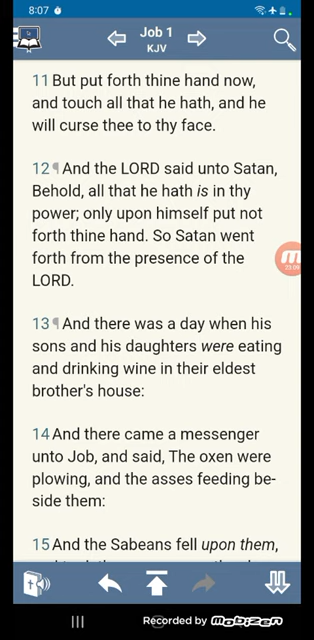 8:07
Job 1
KJV
11 But put forth thine hand now,
and touch all that he hath, and he
will curse thee to thy face.
12¶ And the LORD said unto Satan,
Behold, all that he hath is in thy
power; only upon himself put not
forth thine hand. So Satan went
forth from the presence of the
LORD.
13¶ And there was a day when his
sons and his daughters were eating
and drinking wine in their eldest
brother's house:
14 And there came a messenger
unto Job, and said, The oxen were
plowing, and the asses feeding be-
side them:
15 And the Sabeans fell upon them,
Recorded by mobizen